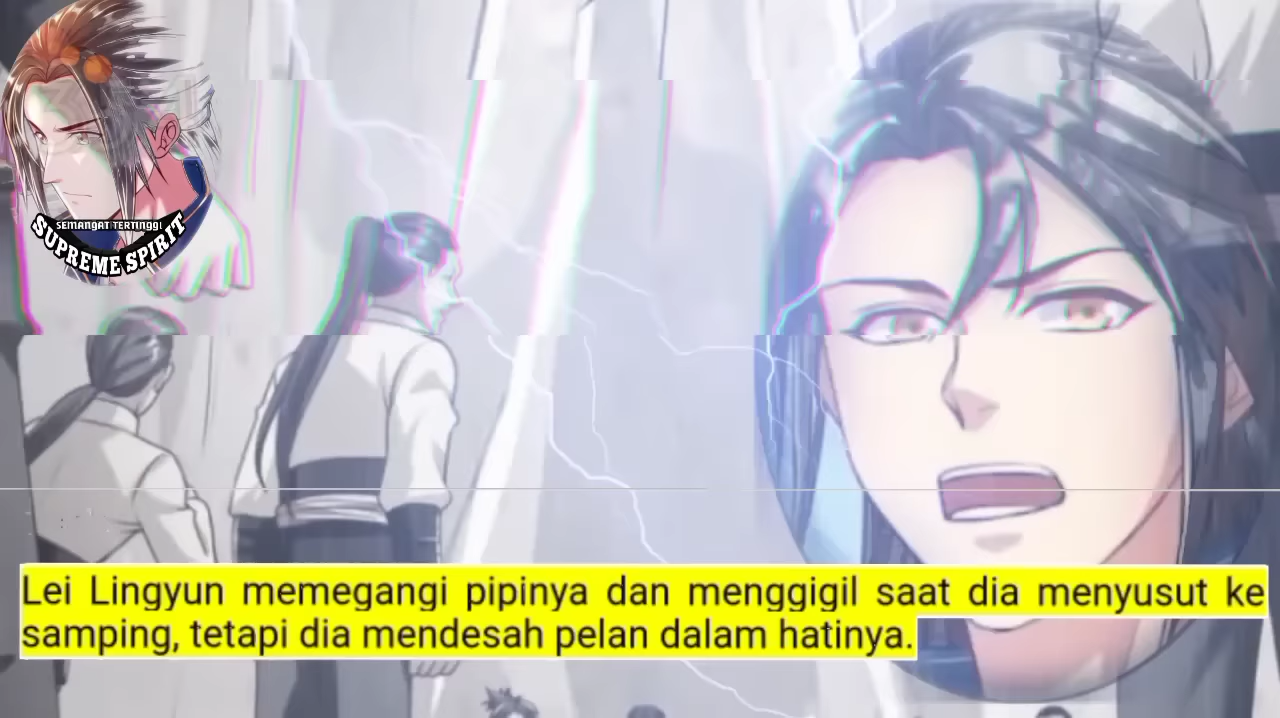 SEMANGAT TERTINGGI
SUPREME SPIRIT
Lei Lingyun memegangi pipinya dan menggigil saat dia menyusut ke
samping, tetapi dia mendesah pelan dalam hatinya.